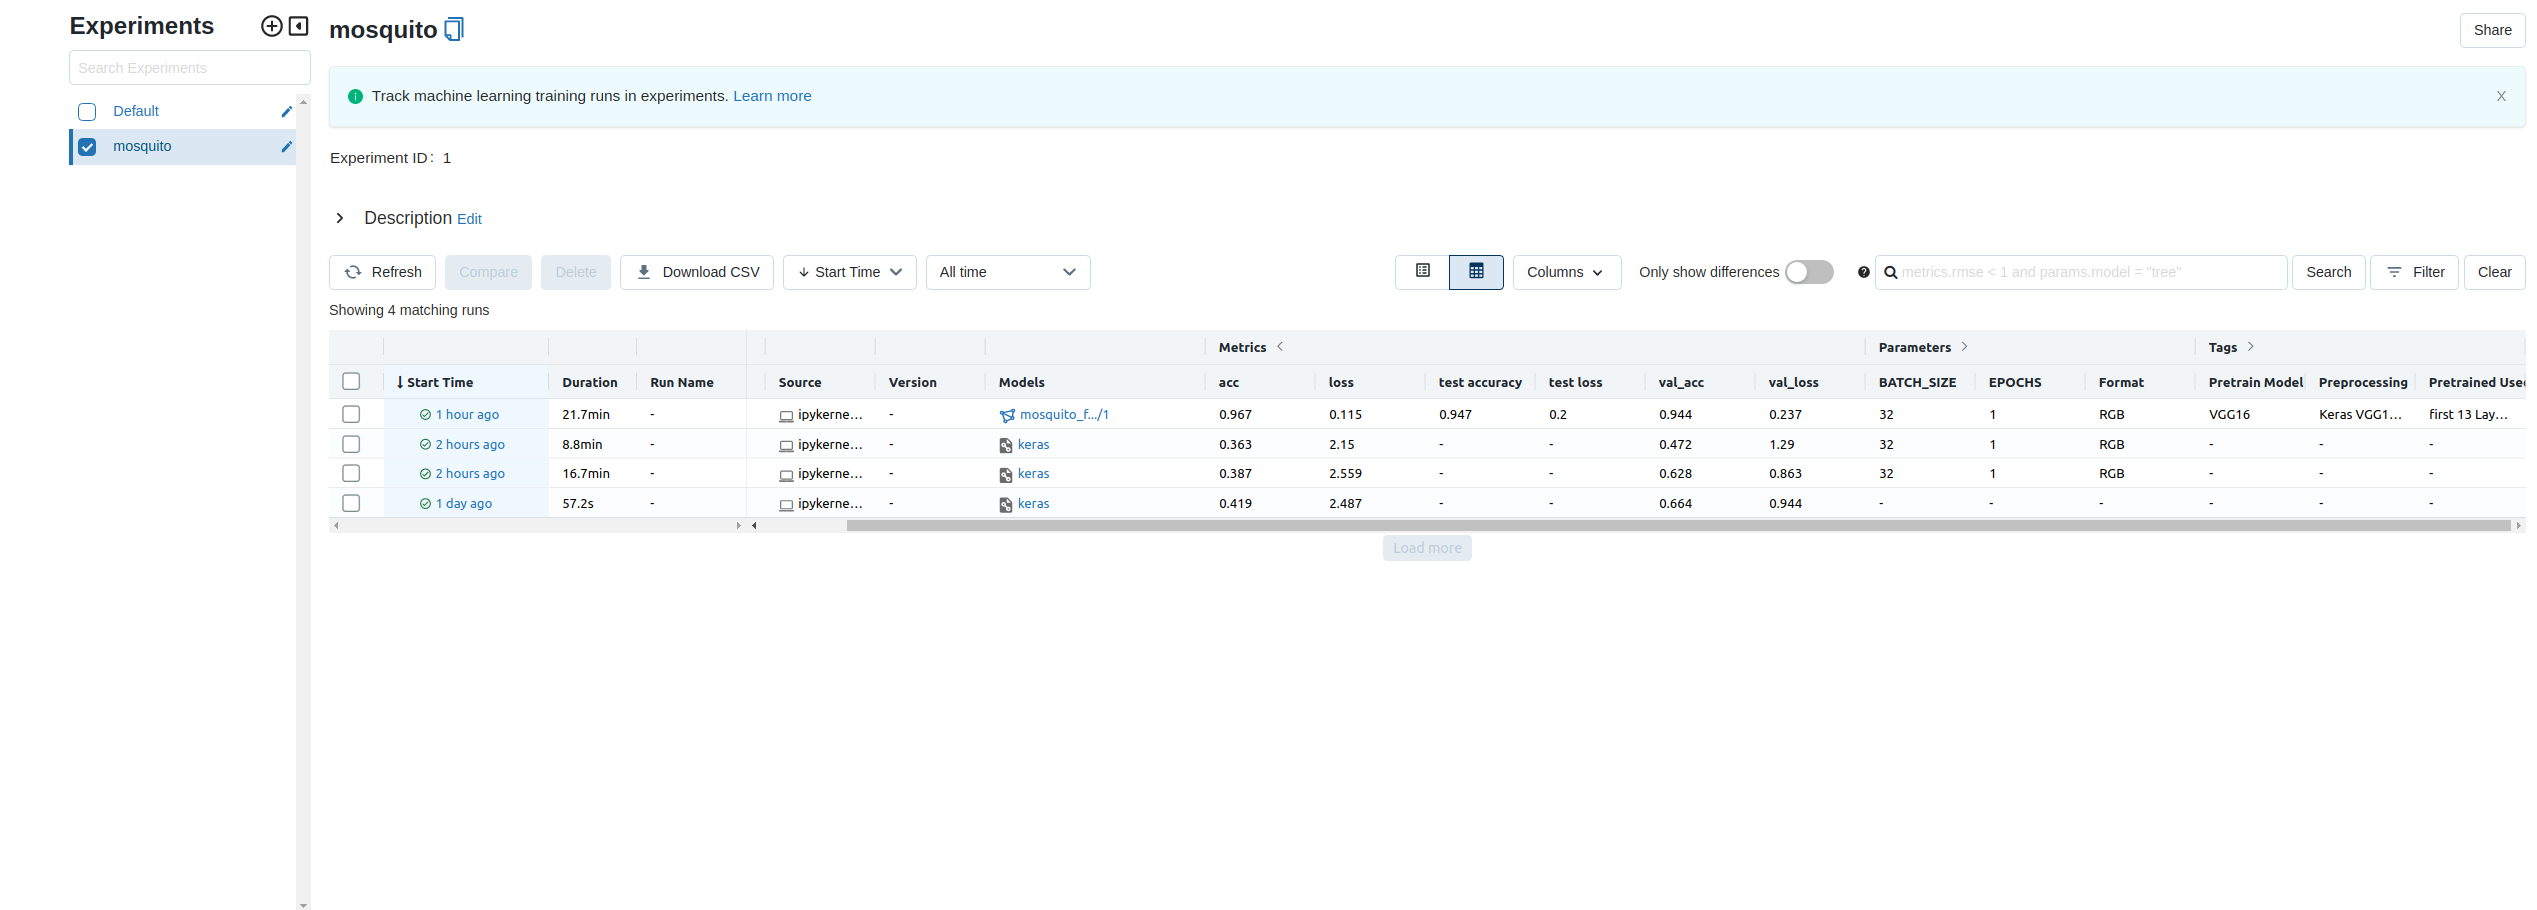 Experiments
mosquito
Share
Search Experiments
Default
mosquito
Track machine learning training runs in experiments. Learn more
X
Experiment ID: 1
Description Edit
Refresh Compare Delete Download CSV Start Time All time Columns Only show differences metrics.rmse < 1 and params.model = "tree" Search Filter Clear
Showing 4 matching runs
Metrics Parameters Tags
Start Time Duration Run Name Source Version Models acc loss test accuracy test loss val_acc val_loss BATCH_SIZE EPOCHS Format Pretrain Model Preprocessing Pretrained Use
1 hour ago 21.7min - ipykerne... - mosquito_f.../1 0.967 0.115 0.947 0.2 0.944 0.237 32 1 RGB VGG16 Keras VGG1... first 13 Lay...
2 hours ago 8.8min - ipykerne... - keras 0.363 2.15 - - 0.472 1.29 32 1 RGB - - -
2 hours ago 16.7min - ipykerne... - keras 0.387 2.559 - - 0.628 0.863 32 1 RGB - - -
1 day ago 57.2s - ipykerne... - keras 0.419 2.487 - - 0.664 0.944 - - - - - -
Load more